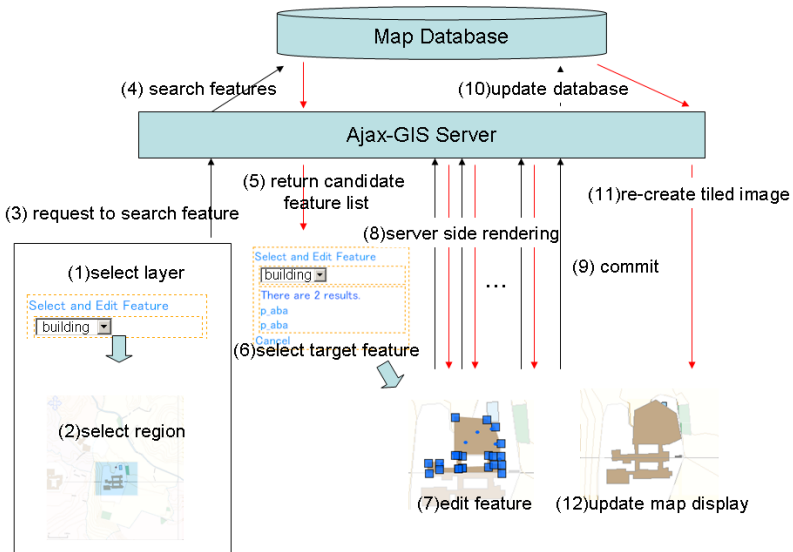 Map Database
(4) search features
(10)update database
Ajax-GIS Server
(3) request to search feature
(5) return candidate
feature list
(11)re-create tiled image
(8)server side rendering
(9) commit
...
(1)select layer
Select and Edit Feature
building
(2)select region
Select and Edit Feature
building
There are 2 results.
p_aba
p_aba
Cancel
(6)select target feature
(7)edit feature
(12)update map display